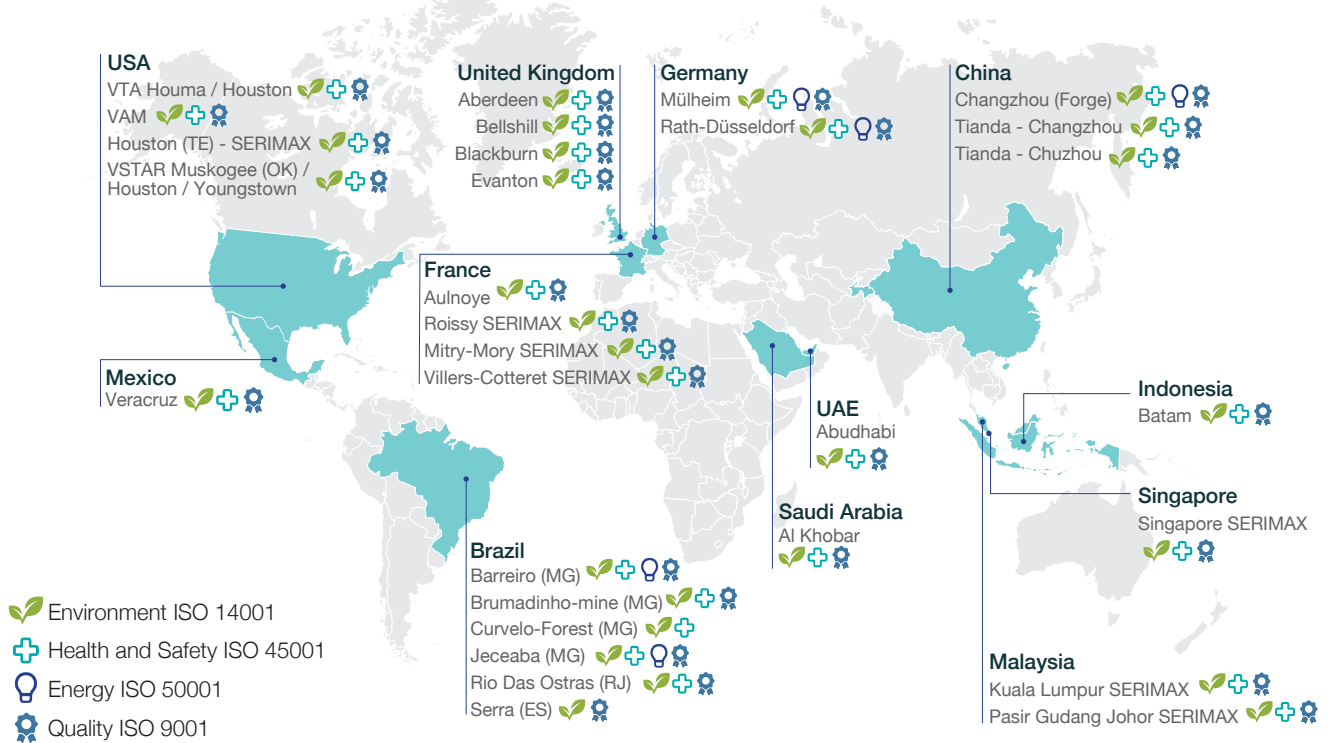 USA
VTA Houma / Houston
VAM
Houston (TE) - SERIMAX
VSTAR Muskogee (OK) /
Houston / Youngstown
United Kingdom
Aberdeen
Bellshill
Blackburn
Evanton
Germany
Mülheim
Rath-Düsseldorf
China
Changzhou (Forge)
Tianda - Changzhou
Tianda - Chuzhou
France
Aulnoye
Roissy SERIMAX
Mitry-Mory SERIMAX
Villers-Cotteret SERIMAX
Mexico
Veracruz
UAE
Abudhabi
Indonesia
Batam
Saudi Arabia
Al Khobar
Singapore
Singapore SERIMAX
Brazil
Barreiro (MG)
Brumadinho-mine (MG)
Curvelo-Forest (MG)
Jeceaba (MG)
Rio Das Ostras (RJ)
Serra (ES)
Malaysia
Kuala Lumpur SERIMAX
Pasir Gudang Johor SERIMAX
Environment ISO 14001
Health and Safety ISO 45001
Energy ISO 50001
Quality ISO 9001